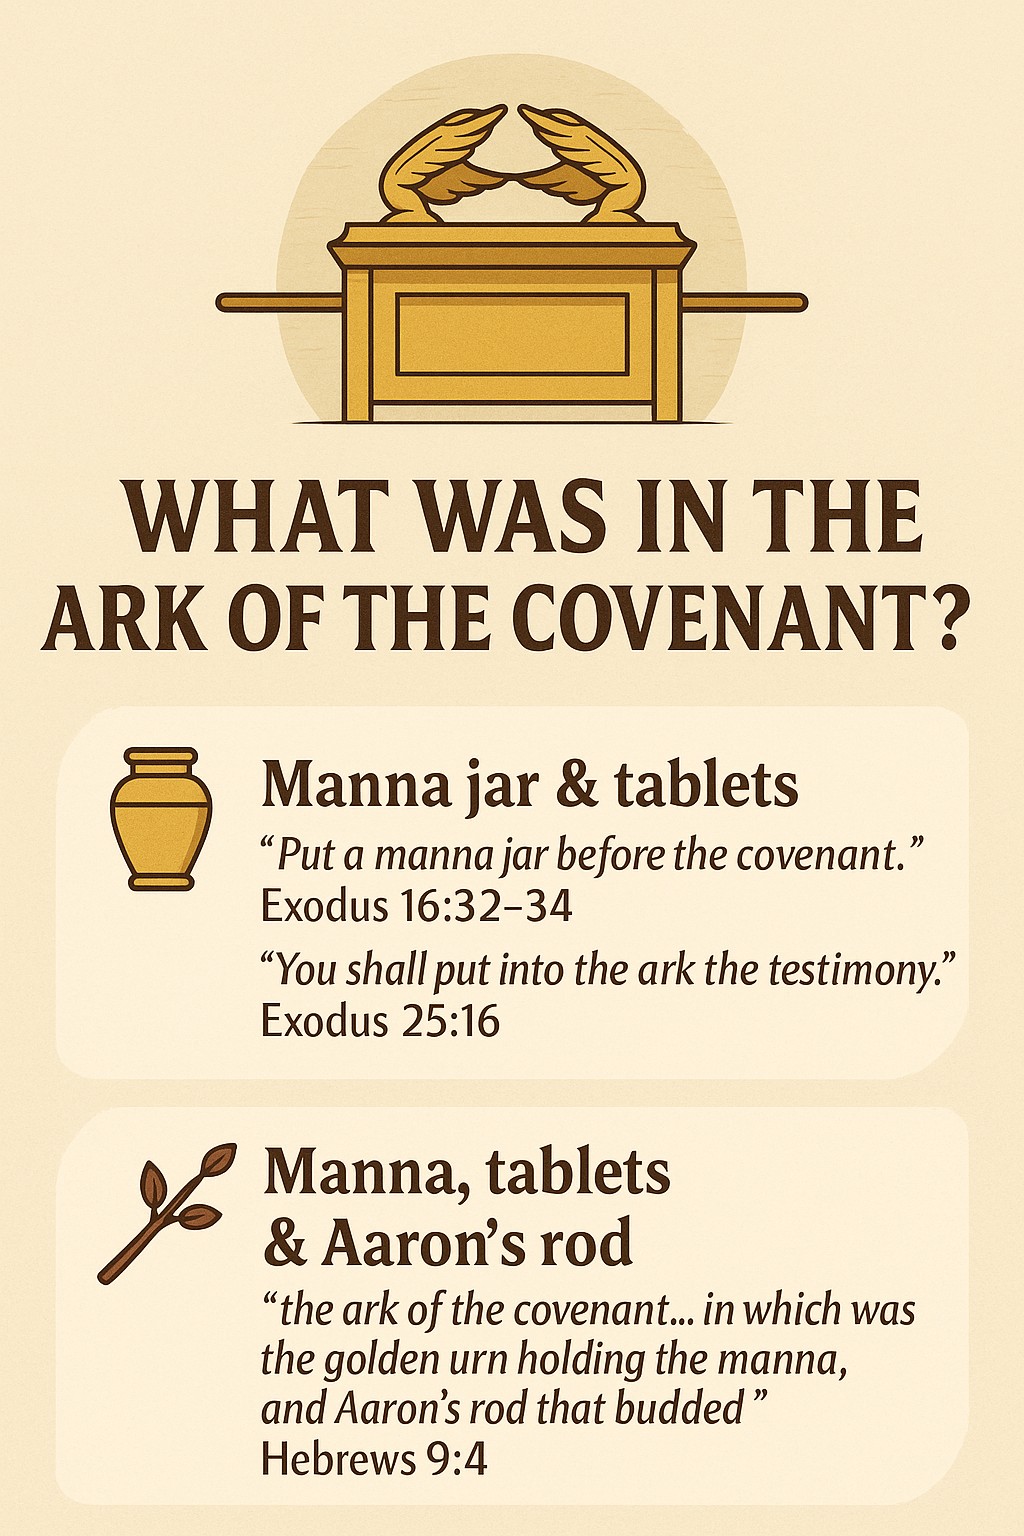 WHAT WAS IN THE
ARK OF THE COVENANT?
Manna jar & tablets
“Put a manna jar before the covenant.”
Exodus 16:32–34
“You shall put into the ark the testimony.”
Exodus 25:16
Manna, tablets
& Aaron’s rod
“the ark of the covenant... in which was
the golden urn holding the manna,
and Aaron’s rod that budded ”
Hebrews 9:4